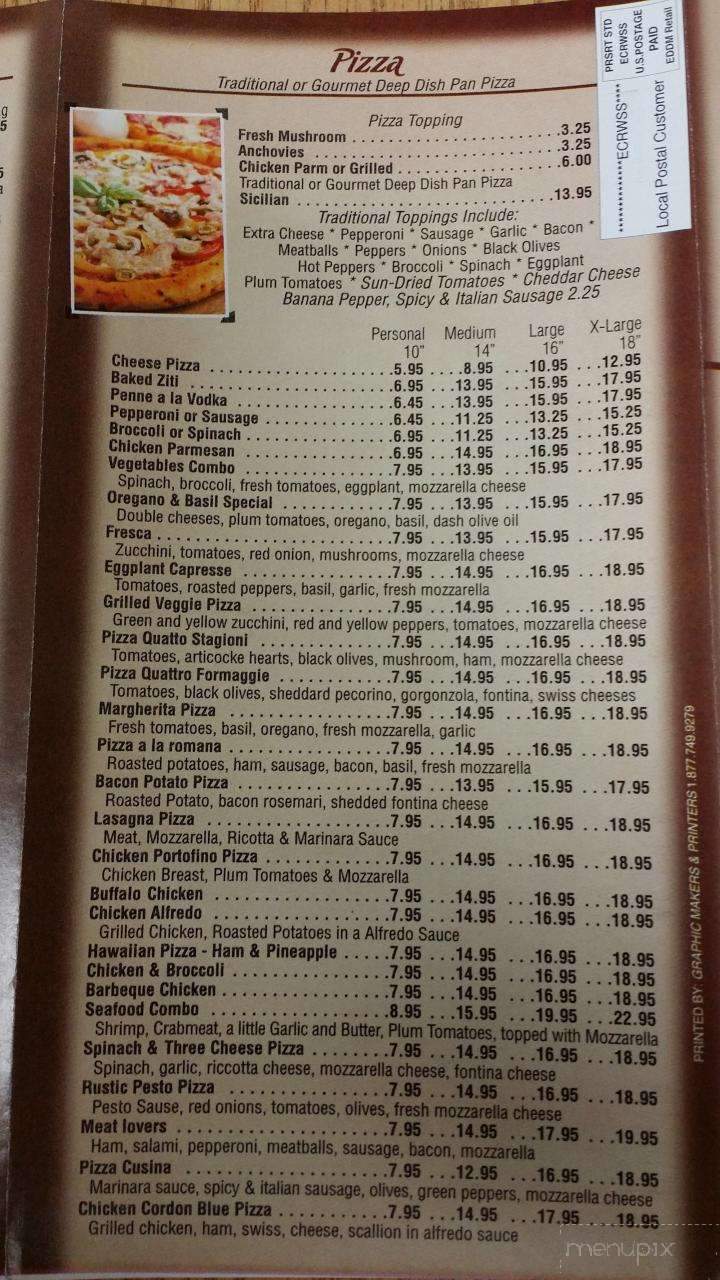 Pizza
Traditional or Gourmet Deep Dish Pan Pizza
Pizza Topping
Fresh Mushroom . . . . . . . . . . . . . . . . . . . . . . . . . .3.25
Anchovies . . . . . . . . . . . . . . . . . . . . . . . . . . . . . .3.25
Chicken Parm or Grilled . . . . . . . . . . . . . . . . . . . .6.00
Traditional or Gourmet Deep Dish Pan Pizza
Sicilian . . . . . . . . . . . . . . . . . . . . . . . . . . . . . . . .13.95
Traditional Toppings Include:
Extra Cheese * Pepperoni * Sausage * Garlic * Bacon *
Meatballs * Peppers * Onions * Black Olives
Hot Peppers * Broccoli * Spinach * Eggplant
Plum Tomatoes * Sun-Dried Tomatoes * Cheddar Cheese
Banana Pepper, Spicy & Italian Sausage 2.25
Personal Medium Large X-Large
10" 14" 16" 18"
Cheese Pizza . . . . . . . . . . . . . . . . . . . . .5.95 . . . .8.95 . . .10.95 . . .12.95
Baked Ziti . . . . . . . . . . . . . . . . . . . . . . .6.95 . . .13.95 . . .15.95 . . .17.95
Penne a la Vodka . . . . . . . . . . . . . . . . .6.45 . . .13.95 . . .15.95 . . .17.95
Pepperoni or Sausage . . . . . . . . . . . . . .6.45 . . .11.25 . . .13.25 . . .15.25
Broccoli or Spinach . . . . . . . . . . . . . . . .6.95 . . .11.25 . . .13.25 . . .15.25
Chicken Parmesan . . . . . . . . . . . . . . . .6.95 . . .14.95 . . .16.95 . . .18.95
Vegetables Combo . . . . . . . . . . . . . . . .7.95 . . .13.95 . . .15.95 . . .17.95
Spinach, broccoli, fresh tomatoes, eggplant, mozzarella cheese
Oregano & Basil Special . . . . . . . . . . . .7.95 . . .13.95 . . .15.95 . . .17.95
Double cheeses, plum tomatoes, oregano, basil, dash olive oil
Fresca . . . . . . . . . . . . . . . . . . . . . . . . . .7.95 . . .13.95 . . .15.95 . . .17.95
Zucchini, tomatoes, red onion, mushrooms, mozzarella cheese
Eggplant Capresse . . . . . . . . . . . . . . . .7.95 . . .14.95 . . .16.95 . . .18.95
Tomatoes, roasted peppers, basil, garlic, fresh mozzarella
Grilled Veggie Pizza . . . . . . . . . . . . . . .7.95 . . .14.95 . . .16.95 . . .18.95
Green and yellow zucchini, red and yellow peppers, tomatoes, mozzarella cheese
Pizza Quatto Stagioni . . . . . . . . . . . . . .7.95 . . .14.95 . . .16.95 . . .18.95
Tomatoes, articocke hearts, black olives, mushroom, ham, mozzarella cheese
Pizza Quattro Formaggie . . . . . . . . . . . .7.95 . . .14.95 . . .16.95 . . .18.95
Tomatoes, black olives, sheddard pecorino, gorgonzola, fontina, swiss cheeses
Margherita Pizza . . . . . . . . . . . . . . . . . .7.95 . . .14.95 . . .16.95 . . .18.95
Fresh tomatoes, basil, oregano, fresh mozzarella, garlic
Pizza a la romana . . . . . . . . . . . . . . . . .7.95 . . .14.95 . . .16.95 . . .18.95
Roasted potatoes, ham, sausage, bacon, basil, fresh mozzarella
Bacon Potato Pizza . . . . . . . . . . . . . . . .7.95 . . .13.95 . . .15.95 . . .17.95
Roasted Potato, bacon rosemari, shedded fontina cheese
Lasagna Pizza . . . . . . . . . . . . . . . . . . .7.95 . . .14.95 . . .16.95 . . .18.95
Meat, Mozzarella, Ricotta & Marinara Sauce
Chicken Portofino Pizza . . . . . . . . . . . . .7.95 . . .14.95 . . .16.95 . . .18.95
Chicken Breast, Plum Tomatoes & Mozzarella
Buffalo Chicken . . . . . . . . . . . . . . . . . .7.95 . . .14.95 . . .16.95 . . .18.95
Chicken Alfredo . . . . . . . . . . . . . . . . . .7.95 . . .14.95 . . .16.95 . . .18.95
Grilled Chicken, Roasted Potatoes in a Alfredo Sauce
Hawaiian Pizza - Ham & Pineapple . . . . .7.95 . . .14.95 . . .16.95 . . .18.95
Chicken & Broccoli . . . . . . . . . . . . . . . .7.95 . . .14.95 . . .16.95 . . .18.95
Barbeque Chicken . . . . . . . . . . . . . . . . .7.95 . . .14.95 . . .16.95 . . .18.95
Seafood Combo . . . . . . . . . . . . . . . . . .8.95 . . .15.95 . . .19.95 . . .22.95
Shrimp, Crabmeat, a little Garlic and Butter, Plum Tomatoes, topped with Mozzarella
Spinach & Three Cheese Pizza . . . . . . . .7.95 . . .14.95 . . .16.95 . . .18.95
Spinach, garlic, riccotta cheese, mozzarella cheese, fontina cheese
Rustic Pesto Pizza . . . . . . . . . . . . . . . . .7.95 . . .14.95 . . .16.95 . . .18.95
Pesto Sause, red onions, tomatoes, olives, fresh mozzarella cheese
Meat lovers . . . . . . . . . . . . . . . . . . . . . .7.95 . . .14.95 . . .17.95 . . .19.95
Ham, salami, pepperoni, meatballs, sausage, bacon, mozzarella
Pizza Cusina . . . . . . . . . . . . . . . . . . . . .7.95 . . .12.95 . . .16.95 . . .18.95
Marinara sauce, spicy & italian sausage, olives, green peppers, mozzarella cheese
Chicken Cordon Blue Pizza . . . . . . . . . . .7.95 . . .14.95 . . .17.95 . . .18.95
Grilled chicken, ham, swiss, cheese, scallion in alfredo sauce
PRSRT STD
ECRWSS
U.S.POSTAGE
PAID
EDDM Retail
**************ECRWSS****
Local Postal Customer
PRINTED BY: GRAPHIC MAKERS & PRINTERS 1 877.749.9279
menupix